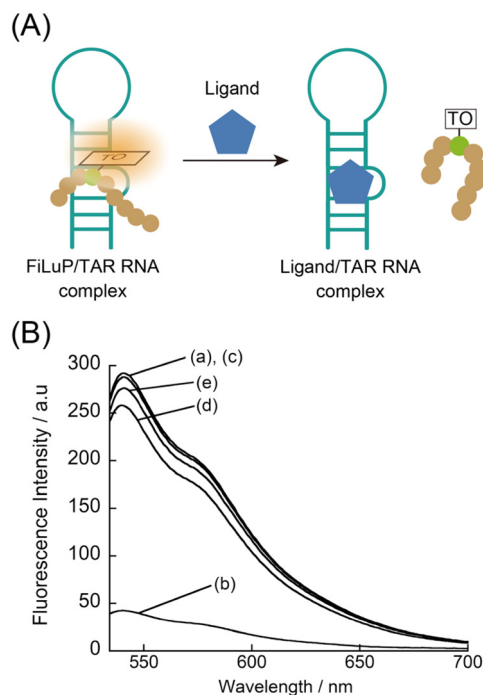 (A)
Ligand
TO
TO
FiLuP/TAR RNA
complex
Ligand/TAR RNA
complex
(B)
300
250
200
150
100
50
0
Fluorescence Intensity / a.u
(a), (c)
(e)
(d)
(b)
550
600
650
700
Wavelength / nm